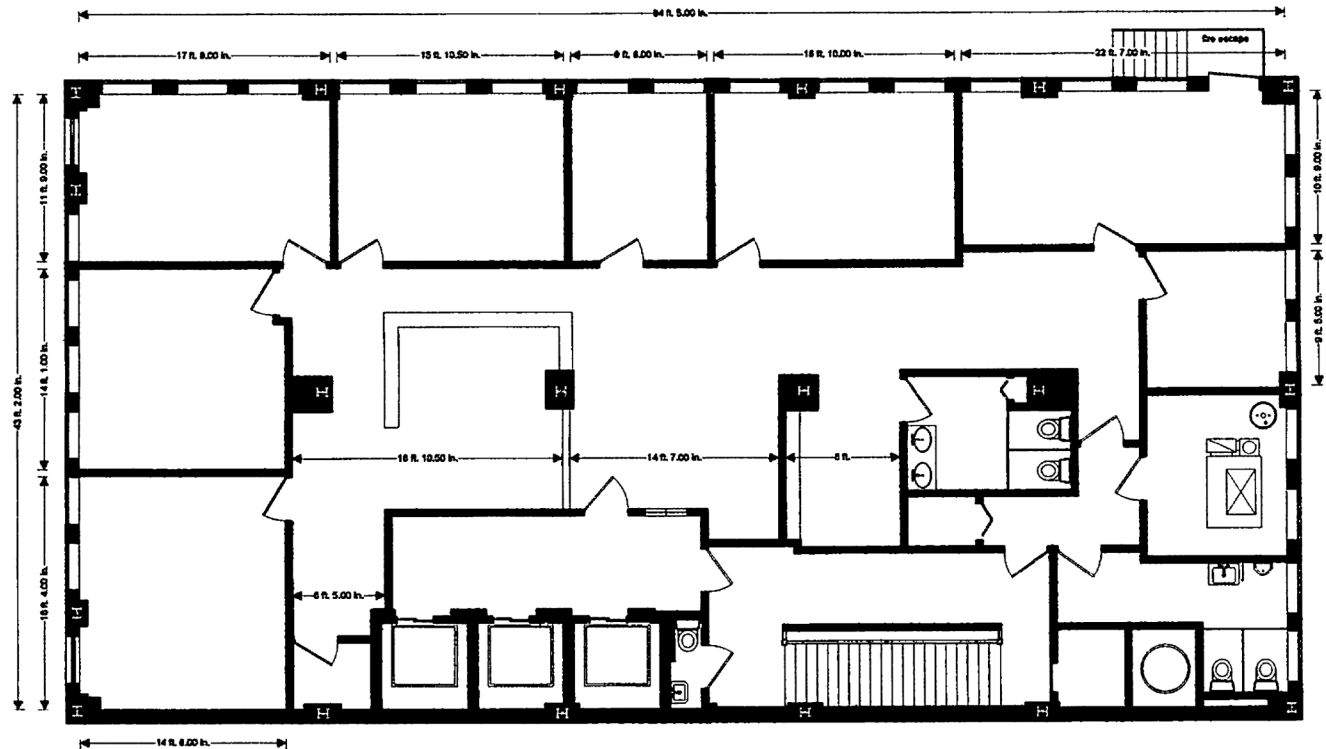 84 ft. 5.00 in.
17 ft. 8.00 in.
15 ft. 10.50 in.
9 ft. 6.00 in.
16 ft. 10.00 in.
22 ft. 7.00 in.
fire escape
43 ft. 2.00 in.
11 ft. 9.00 in.
14 ft. 1.00 in.
16 ft. 4.00 in.
10 ft. 9.00 in.
9 ft. 5.00 in.
18 ft. 10.50 in.
14 ft. 7.00 in.
8 ft.
6 ft. 5.00 in.
14 ft. 6.00 in.